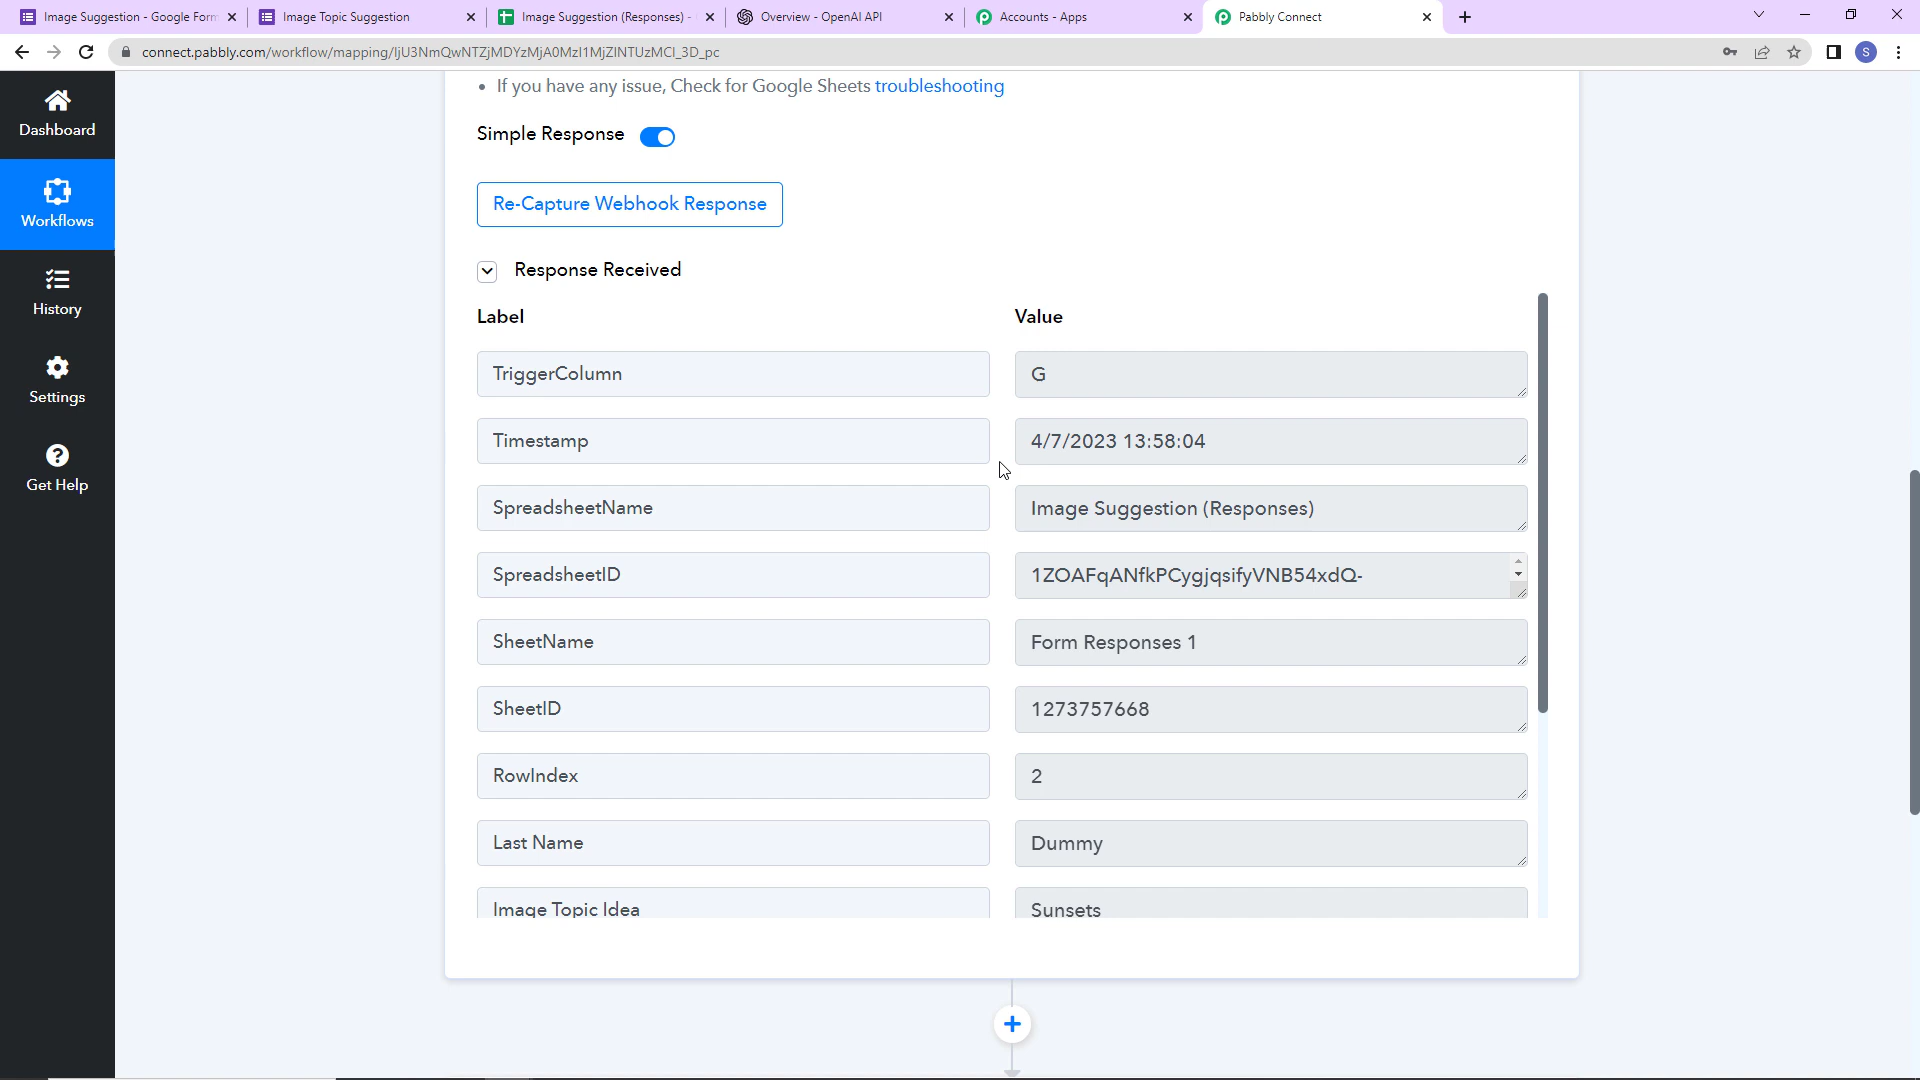 Image Suggestion - Google Form
Image Topic Suggestion
Image Suggestion (Responses) -
Overview - OpenAI API
Accounts - Apps
Pabbly Connect
connect.pabbly.com/workflow/mapping/IjU3NmQwNTZjMDYzMjA0MzI1MjZlNTUzMCI_3D_pc
S
Dashboard
Workflows
History
Settings
Get Help
If you have any issue, Check for Google Sheets troubleshooting
Simple Response
Re-Capture Webhook Response
Response Received
Label Value
TriggerColumn G
Timestamp 4/7/2023 13:58:04
SpreadsheetName Image Suggestion (Responses)
SpreadsheetID 1ZOAFqANfkPCygjqsifyVNB54xdQ-
SheetName Form Responses 1
SheetID 1273757668
RowIndex 2
Last Name Dummy
Image Topic Idea Sunsets